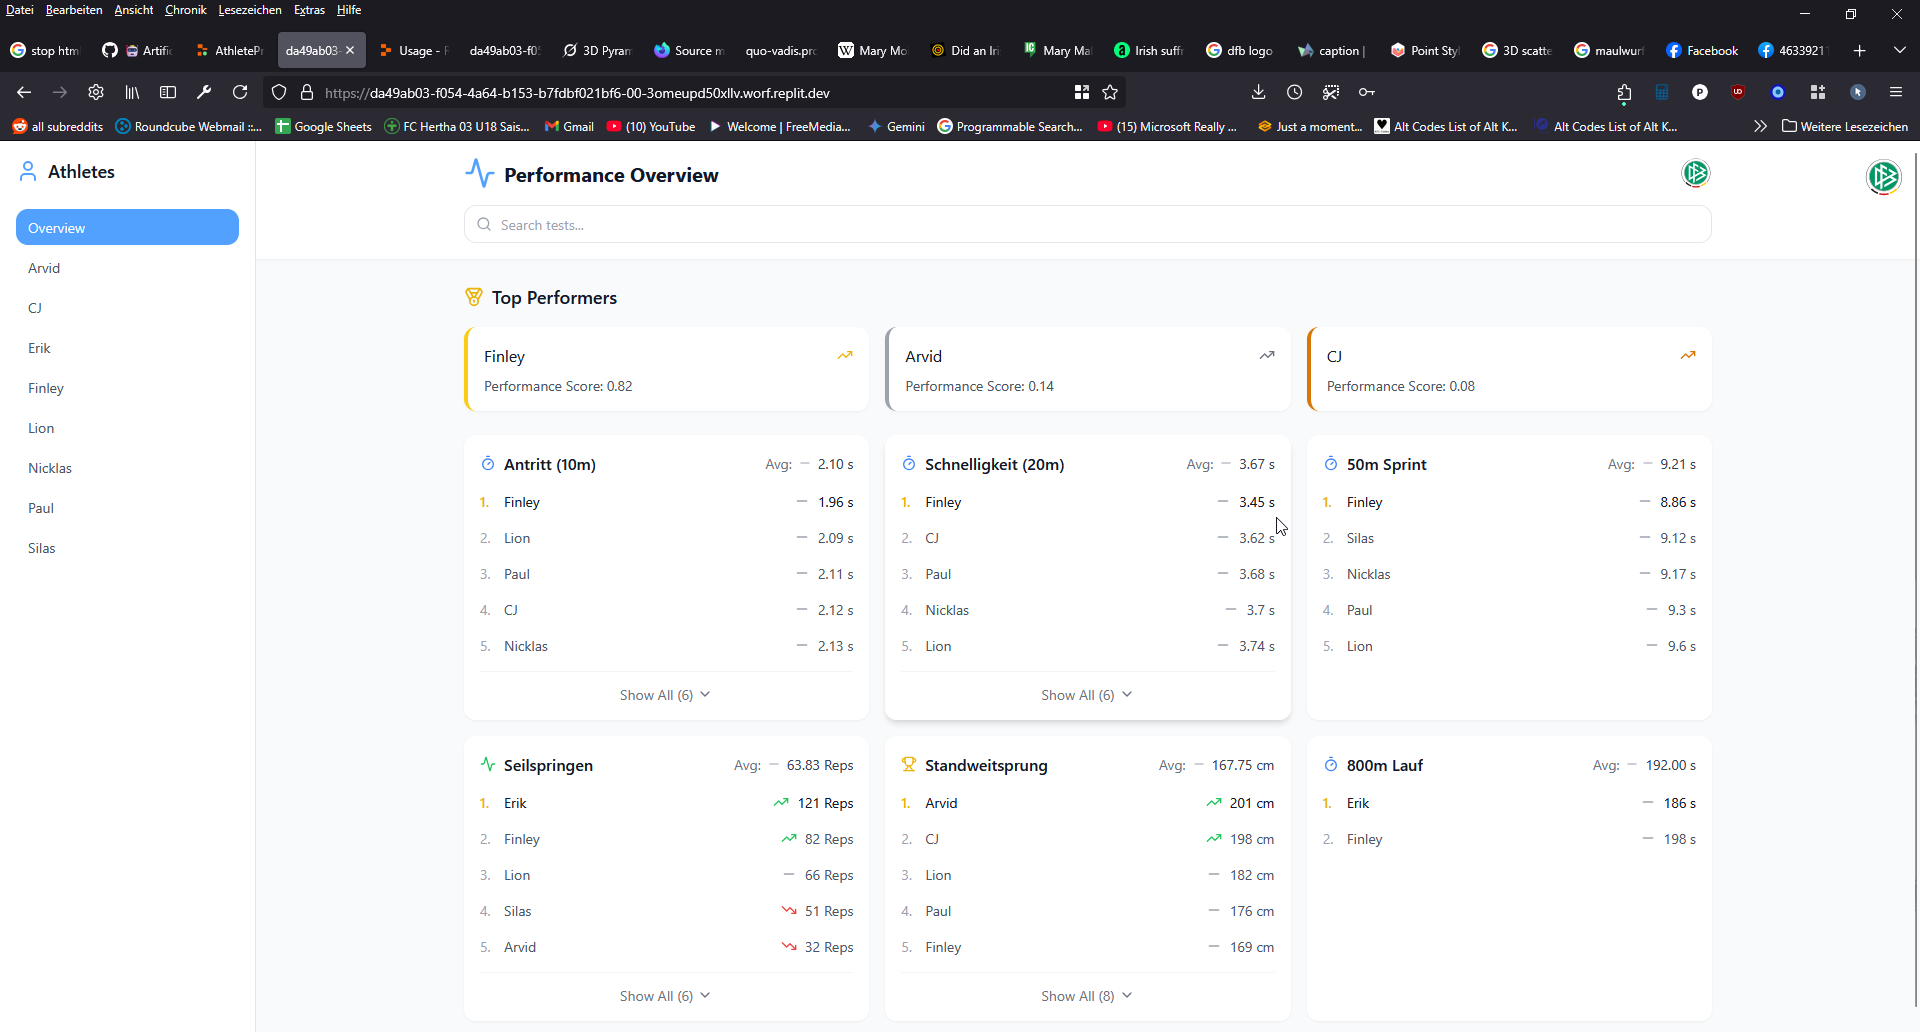 Datei Bearbeiten Ansicht Chronik Lesezeichen Extras Hilfe
stop htm Artific AthleteP da49ab03- Usage - F da49ab03-f05 3D Pyram Source m quo-vadis.pro Mary Mo Did an Iri Mary Ma Irish suffr dfb logo caption | Point Sty 3D scatte maulwurf Facebook 46339211
https://da49ab03-f054-4a64-b153-b7fdbf021bf6-00-3omeupd50xllv.worf.replit.dev
all subreddits Roundcube Webmail ::... Google Sheets FC Hertha 03 U18 Sais... Gmail (10) YouTube Welcome | FreeMedia... Gemini Programmable Search... (15) Microsoft Really ... Just a moment... Alt Codes List of Alt K... Alt Codes List of Alt K... Weitere Lesezeichen
Athletes
Overview
Arvid
CJ
Erik
Finley
Lion
Nicklas
Paul
Silas
Performance Overview
Search tests...
Top Performers
Finley
Performance Score: 0.82
Arvid
Performance Score: 0.14
CJ
Performance Score: 0.08
Antritt (10m) Avg: — 2.10 s
1. Finley — 1.96 s
2. Lion — 2.09 s
3. Paul — 2.11 s
4. CJ — 2.12 s
5. Nicklas — 2.13 s
Show All (6)
Schnelligkeit (20m) Avg: — 3.67 s
1. Finley — 3.45 s
2. CJ — 3.62 s
3. Paul — 3.68 s
4. Nicklas — 3.7 s
5. Lion — 3.74 s
Show All (6)
50m Sprint Avg: — 9.21 s
1. Finley — 8.86 s
2. Silas — 9.12 s
3. Nicklas — 9.17 s
4. Paul — 9.3 s
5. Lion — 9.6 s
Seilspringen Avg: — 63.83 Reps
1. Erik 121 Reps
2. Finley 82 Reps
3. Lion — 66 Reps
4. Silas 51 Reps
5. Arvid 32 Reps
Show All (6)
Standweitsprung Avg: — 167.75 cm
1. Arvid 201 cm
2. CJ 198 cm
3. Lion — 182 cm
4. Paul — 176 cm
5. Finley — 169 cm
Show All (8)
800m Lauf Avg: — 192.00 s
1. Erik — 186 s
2. Finley — 198 s